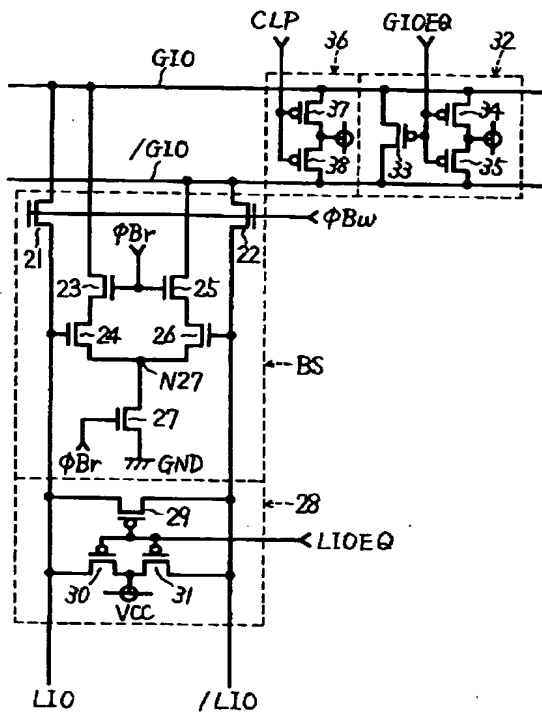 CLP
36
GIOEQ
32
GIO
37
34
/GIO
38
33
35
ΦBw
21
22
ΦBr
23
25
24
26
N27
BS
27
ΦBr
GND
28
29
LIOEQ
30
31
VCC
LIO
/LIO